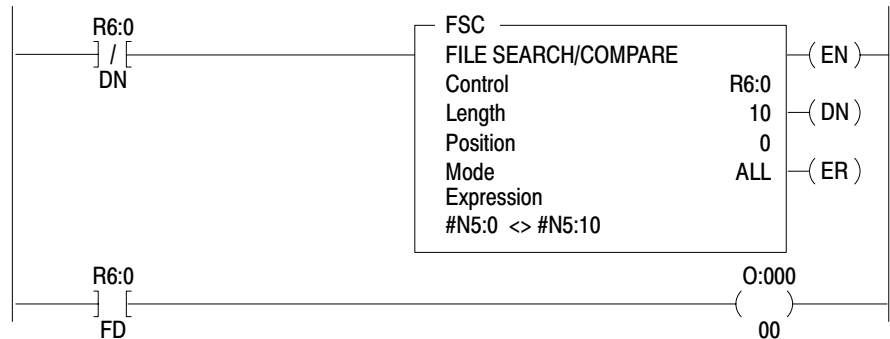 R6:0
/
DN
FSC
FILE SEARCH/COMPARE
Control R6:0
Length 10
Position 0
Mode ALL
Expression
#N5:0 <> #N5:10
EN
DN
ER
R6:0
FD
O:000
00